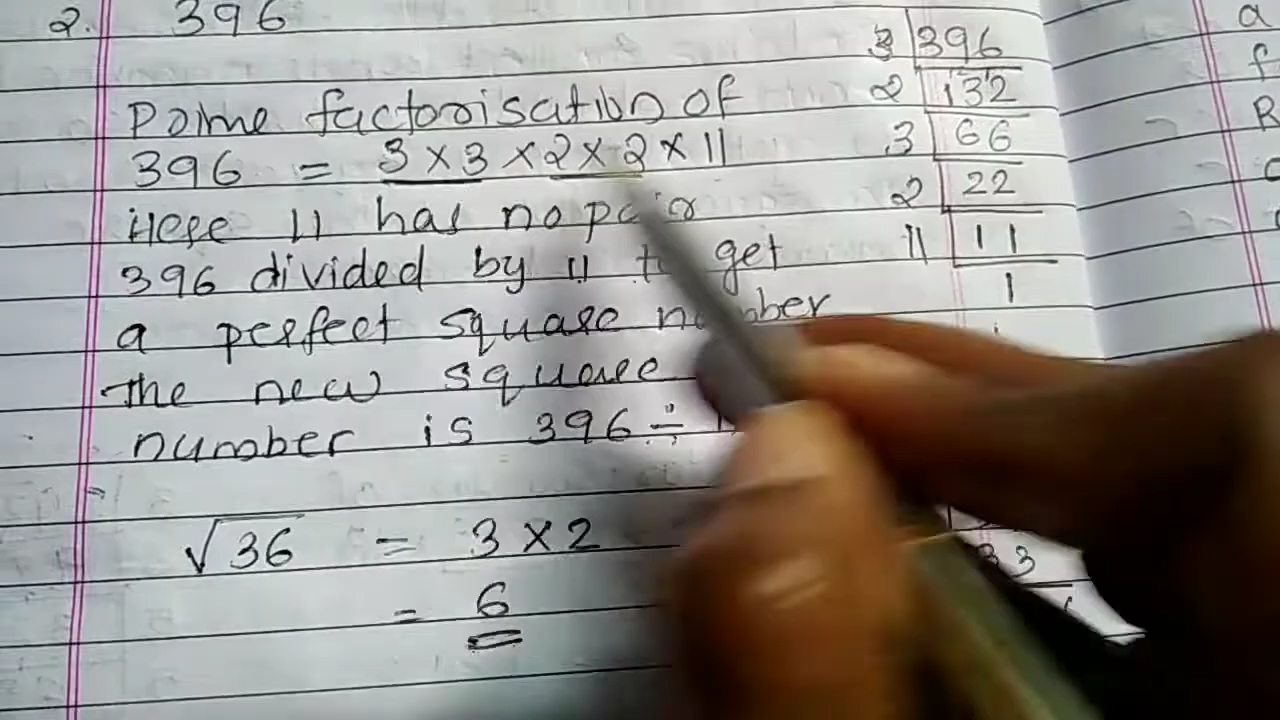 2. 396
Prime factorisation of
396 = 3 × 3 × 2 × 2 × 11
Here 11 has no pair
396 divided by 11 to get
a perfect square number
The new square
number is 396 ÷
√36 = 3 × 2
= 6
3 396
2 132
3 66
2 22
11 11
1
33
a
f
R